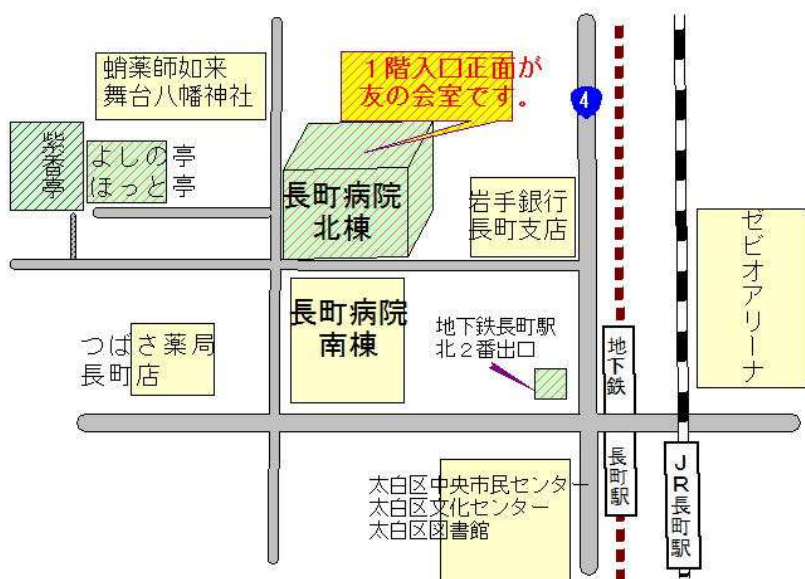 蛸薬師如来
舞台八幡神社
１階入口正面が
友の会室です。
4
紫香亭
よしの亭
ほっと亭
長町病院
北棟
岩手銀行
長町支店
ゼビオアリーナ
長町病院
南棟
地下鉄長町駅
北２番出口
つばさ薬局
長町店
地下鉄 長町駅
ＪＲ長町駅
太白区中央市民センター
太白区文化センター
太白区図書館